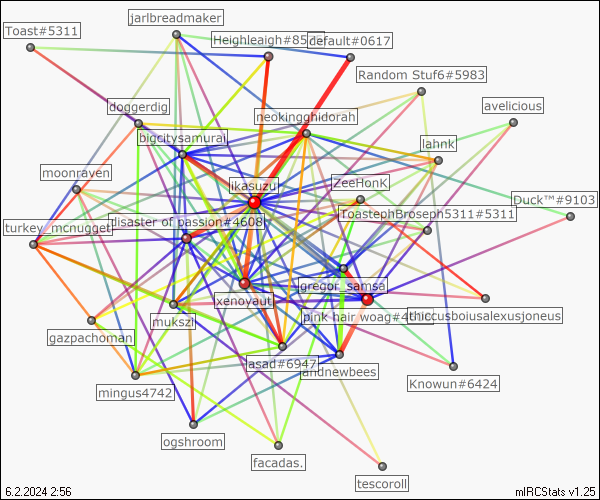 jarlbreadmaker
Toast#5311
Heighleigh#85
default#0617
Random Stuf6#5983
doggerdig
avelicious
neokingghidorah
bigcitysamurai
lahnk
moonraven
ikasuzu
ZeeHonk
Duck™#9103
ToastephBroseph5311#5311
turkey_mcnugget
disaster of passion#4608
gregor_samsa
xenoyaut
pink hair woag#4
thiccusboiusalexusjoneus
mukszi
gazpachoman
asad#6947
andnewbees
Knowun#6424
mingus4742
ogshroom
facadas.
tescoroll
6.2.2024 2:56
mIRCStats v1.25